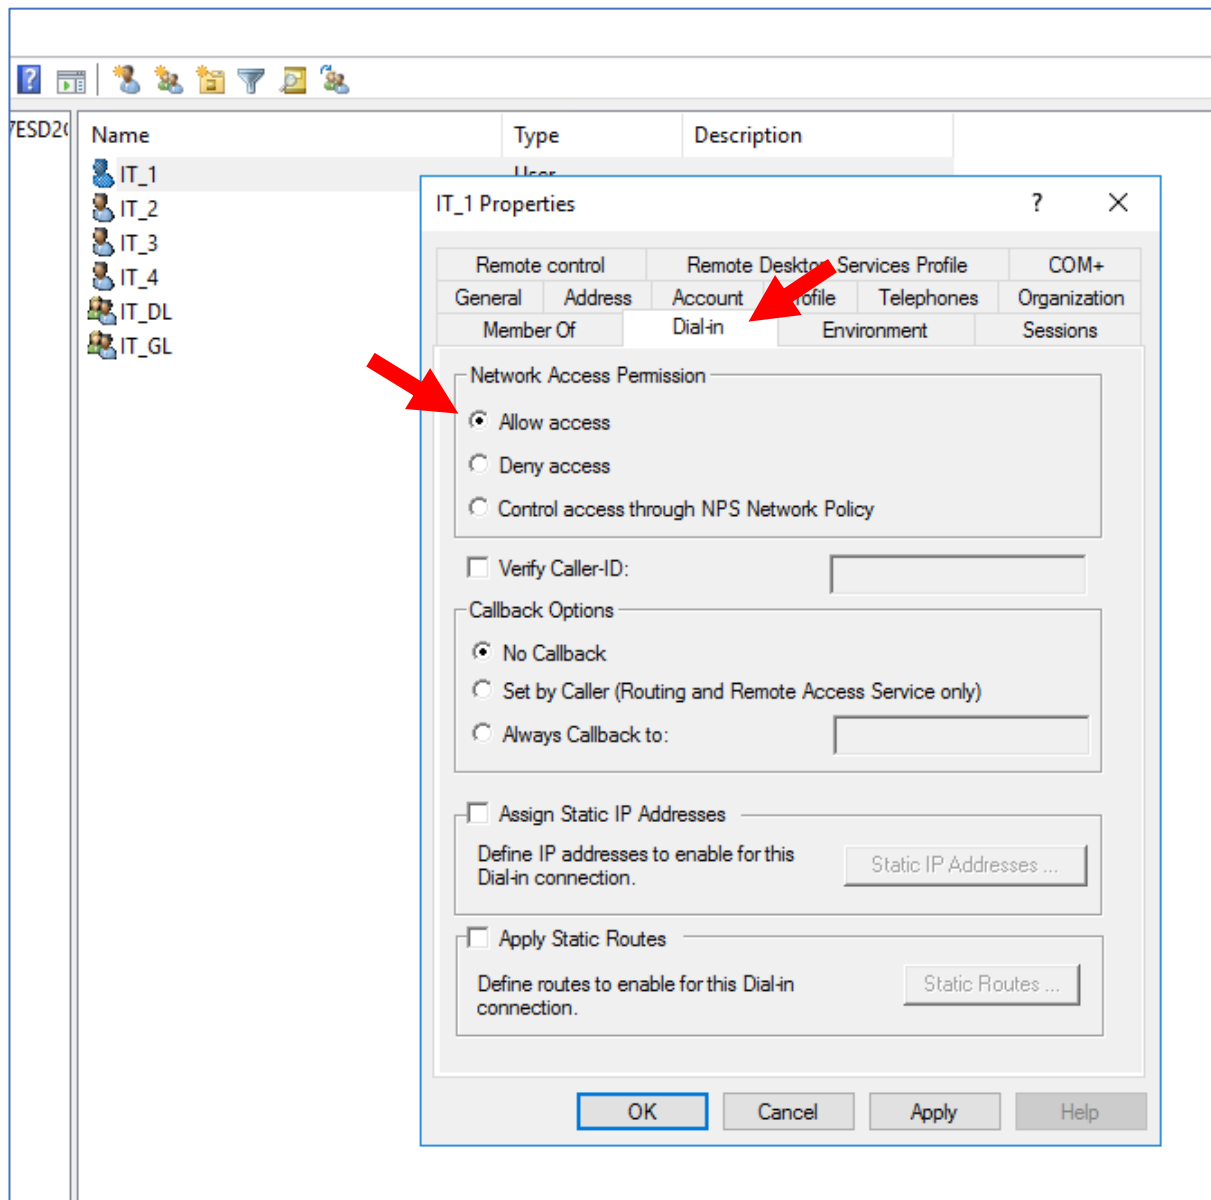 ?
Name Type Description
IT_1 User
IT_2
IT_3
IT_4
IT_DL
IT_GL
IT_1 Properties ?
Remote control Remote Desktop Services Profile COM+
General Address Account Telephones Organization
Member Of Dial-in Environment Sessions
Network Access Permission
Allow access
Deny access
Control access through NPS Network Policy
Verify Caller-ID:
Callback Options
No Callback
Set by Caller (Routing and Remote Access Service only)
Always Callback to:
Assign Static IP Addresses
Define IP addresses to enable for this
Dial-in connection.
Static IP Addresses ...
Apply Static Routes
Define routes to enable for this Dial-in
connection.
Static Routes ...
OK Cancel Apply Help